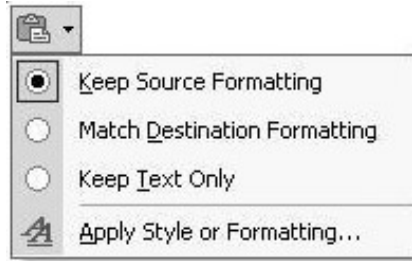 Keep Source Formatting
Match Destination Formatting
Keep Text Only
Apply Style or Formatting...